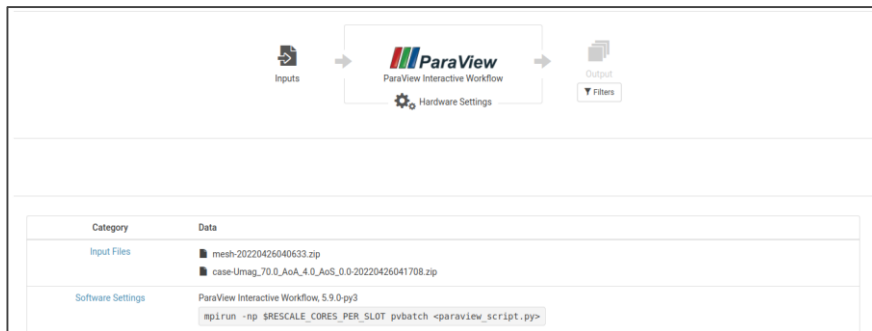 ParaView
Inputs
ParaView Interactive Workflow
Output
Filters
Hardware Settings
Category Data
Input Files mesh-20220426040633.zip
case-Umag_70.0_AoA_4.0_AoS_0.0-20220426041708.zip
Software Settings ParaView Interactive Workflow, 5.9.0-py3
mpirun -np $RESCALE_CORES_PER_SLOT pvbatch <paraview_script.py>